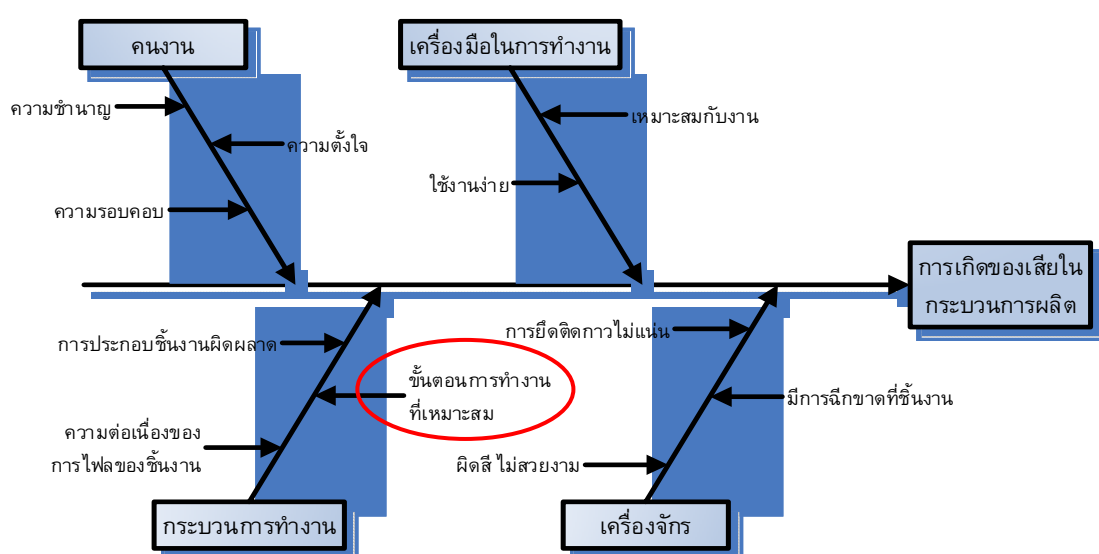 คนงาน
เครื่องมือในการทำงาน
ความชำนาญ
เหมาะสมกับงาน
ความตั้งใจ
ใช้งานง่าย
ความรอบคอบ
การเกิดของเสียใน
กระบวนการผลิต
การยึดติดกาวไม่แน่น
การประกอบชิ้นงานผิดผลาด
ขั้นตอนการทำงาน
ที่เหมาะสม
มีการฉีกขาดที่ชิ้นงาน
ความต่อเนื่องของ
การไฟลของชิ้นงาน
ผิดสี ไม่สวยงาม
กระบวนการทำงาน
เครื่องจักร